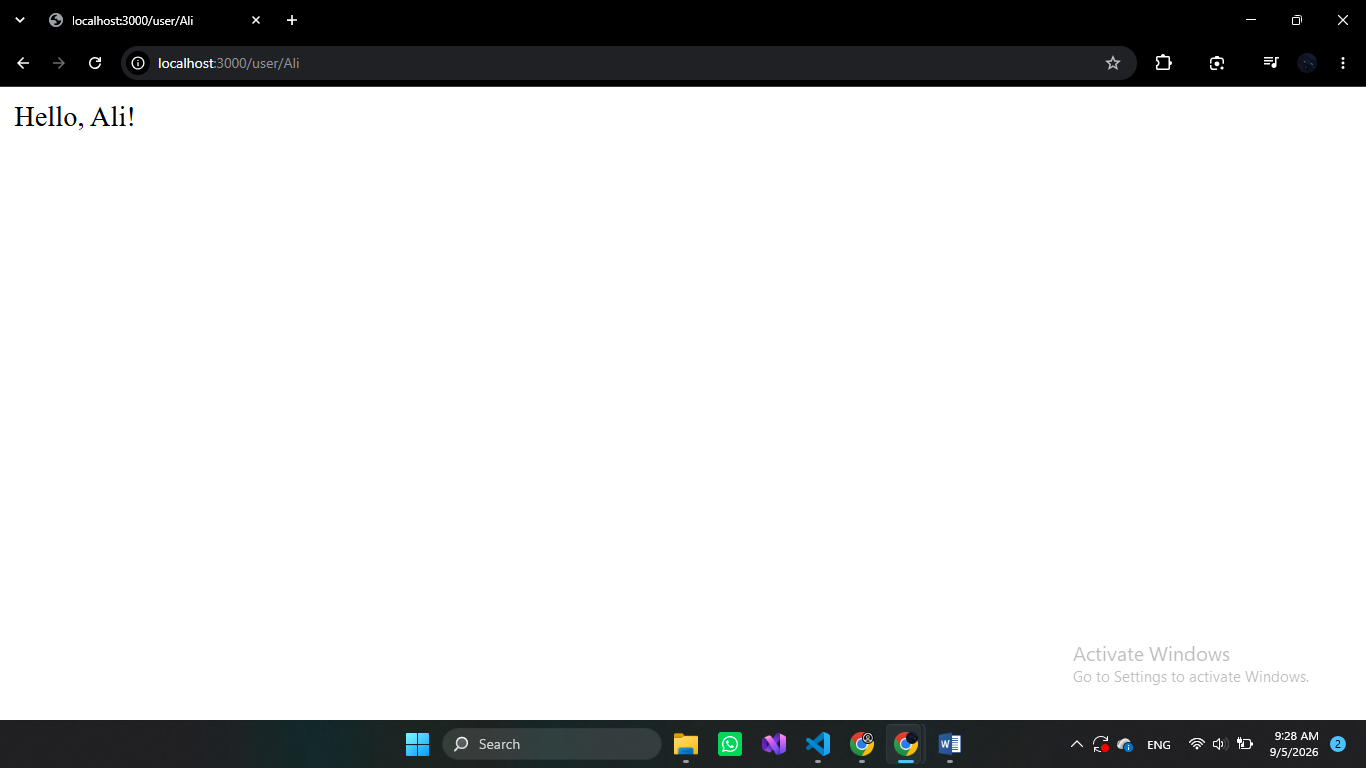 localhost:3000/user/Ali
localhost:3000/user/Ali
Hello, Ali!
Activate Windows
Go to Settings to activate Windows.
Search
ENG
9:28 AM
9/5/2026
2